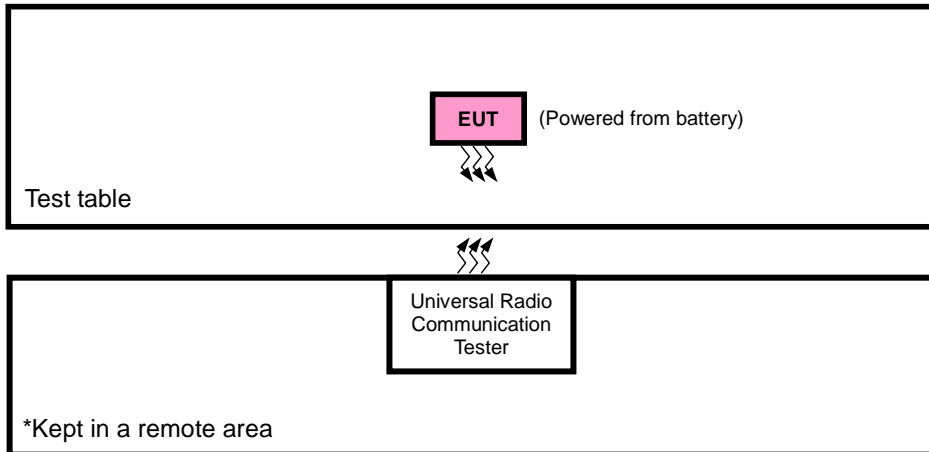 EUT
(Powered from battery)
Test table
Universal Radio
Communication
Tester
*Kept in a remote area